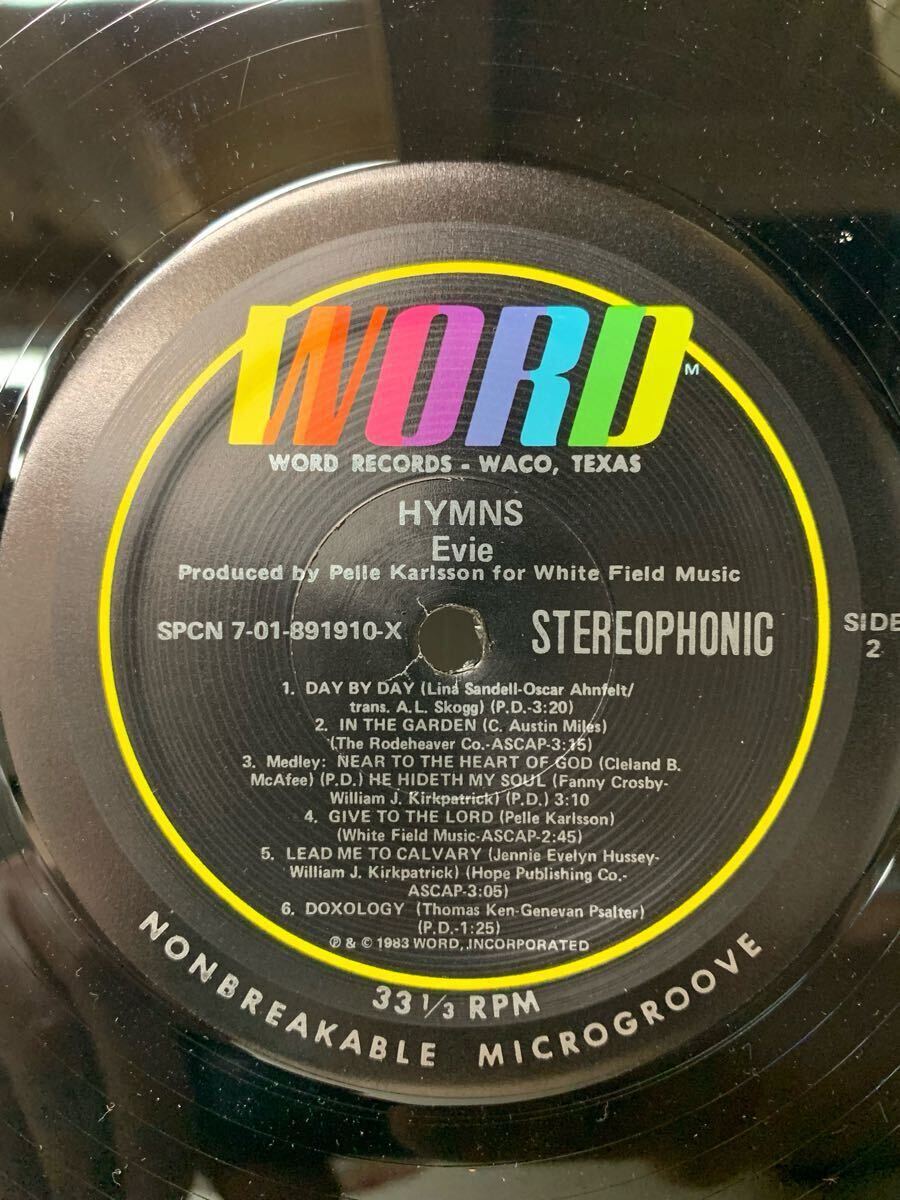 WORD
M
WORD RECORDS - WACO, TEXAS
HYMNS
Evie
Produced by Pelle Karlsson for White Field Music
SPCN 7-01-891910-X
STEREOPHONIC
SIDE
2
1. DAY BY DAY (Lina Sandell-Oscar Ahnfelt/
trans. A.L. Skogg) (P.D.-3:20)
2. IN THE GARDEN (C. Austin Miles)
(The Rodeheaver Co.-ASCAP-3:15)
3. Medley: NEAR TO THE HEART OF GOD (Cleland B.
McAfee) (P.D.) HE HIDETH MY SOUL (Fanny Crosby-
William J. Kirkpatrick) (P.D.) 3:10
4. GIVE TO THE LORD (Pelle Karlsson)
(White Field Music-ASCAP-2:45)
5. LEAD ME TO CALVARY (Jennie Evelyn Hussey-
William J. Kirkpatrick) (Hope Publishing Co.-
ASCAP-3:05)
6. DOXOLOGY (Thomas Ken-Genevan Psalter)
(P.D.-1:25)
℗ & © 1983 WORD, INCORPORATED
33 1/3 RPM
NONBREAKABLE MICROGROOVE